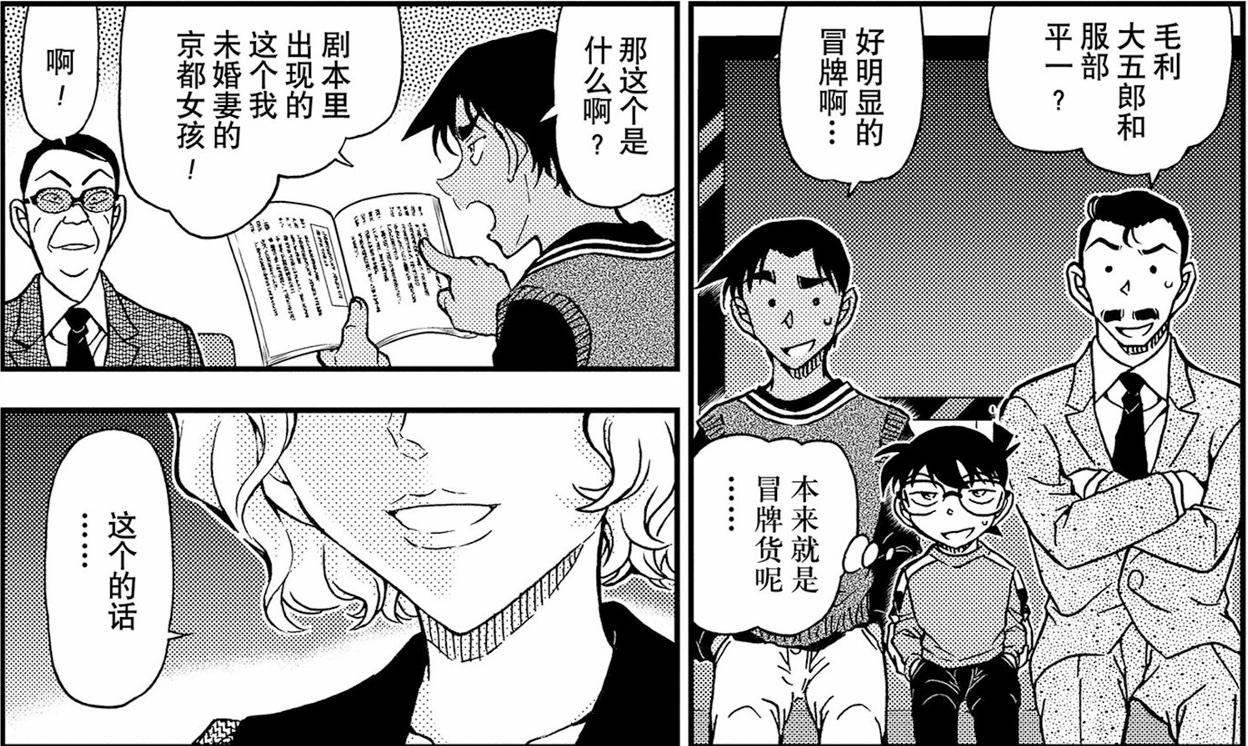 毛利
大五郎和
服部
平一？
好明显的
冒牌啊…
本来就是
冒牌货呢
……
那这个是
什么啊？
剧本里
出现的
这个我
未婚妻的
京都女孩！
啊！
这个的话
……